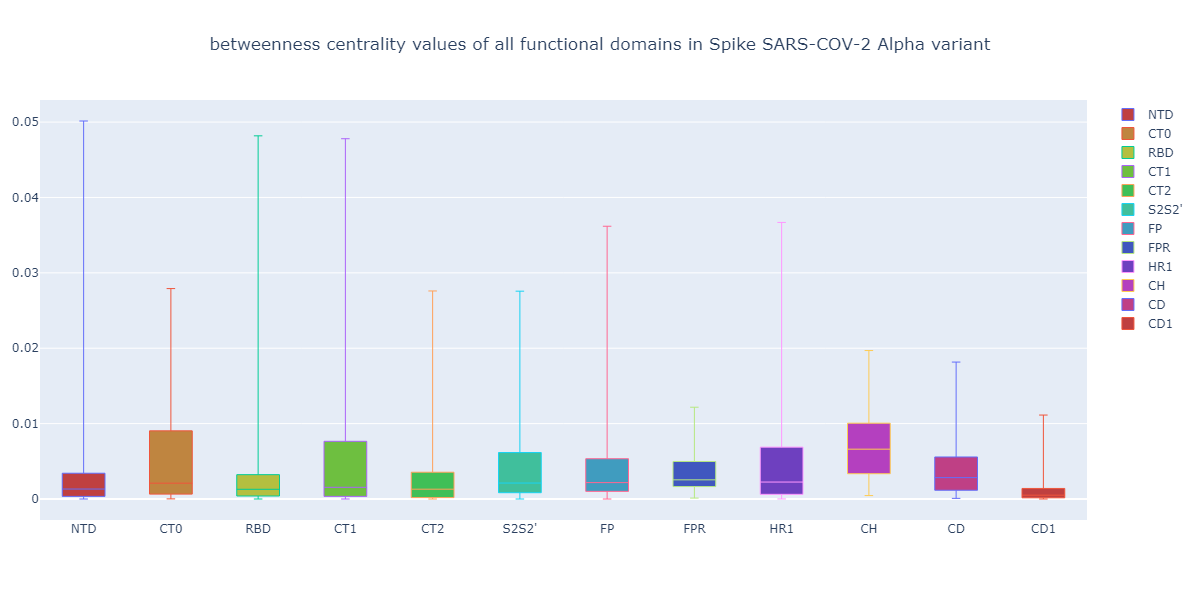 betweenness centrality values of all functional domains in Spike SARS-COV-2 Alpha variant
0.05
0.04
0.03
0.02
0.01
0
NTD CT0 RBD CT1 CT2 S2S2' FP FPR HR1 CH CD CD1
NTD
CT0
RBD
CT1
CT2
S2S2'
FP
FPR
HR1
CH
CD
CD1